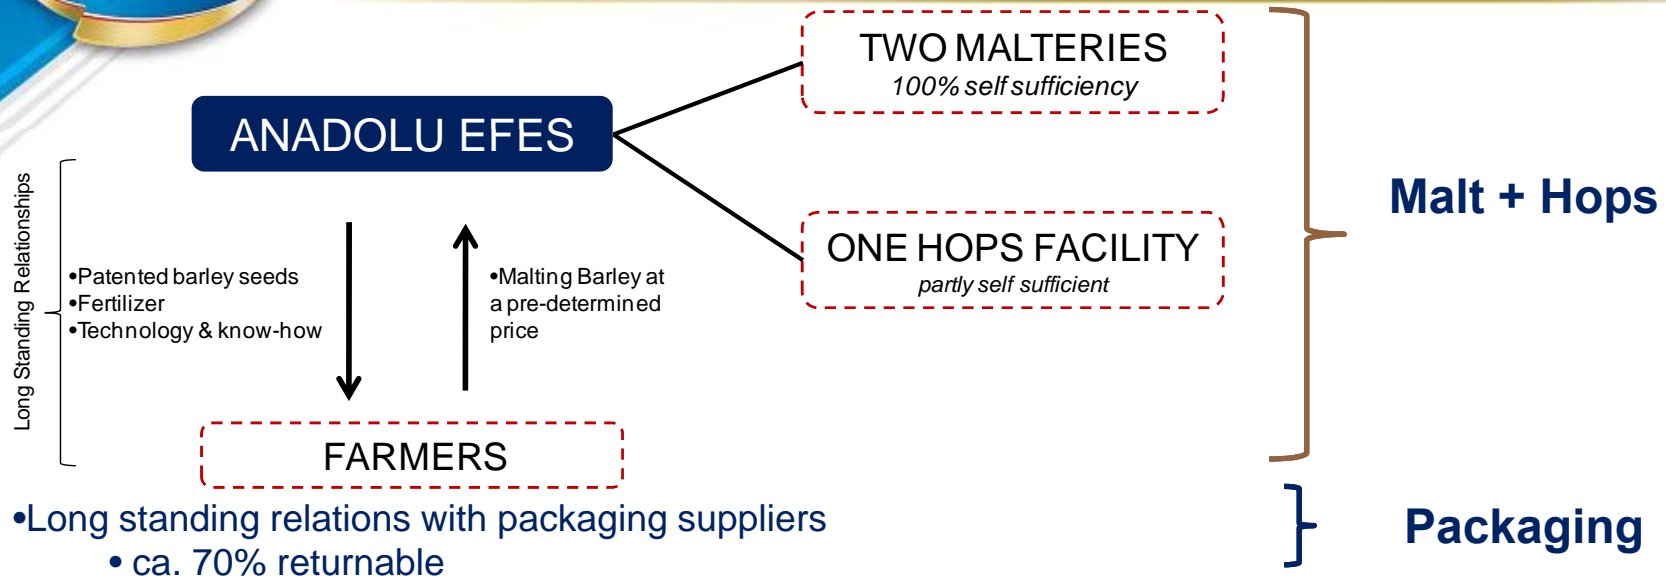 TWO MALTERIES
100% self sufficiency
ANADOLU EFES
Malt + Hops
ONE HOPS FACILITY
partly self sufficient
Long Standing Relationships
•Patented barley seeds
•Fertilizer
•Technology & know-how
•Malting Barley at
a pre-determined
price
FARMERS
•Long standing relations with packaging suppliers
• ca. 70% returnable
Packaging